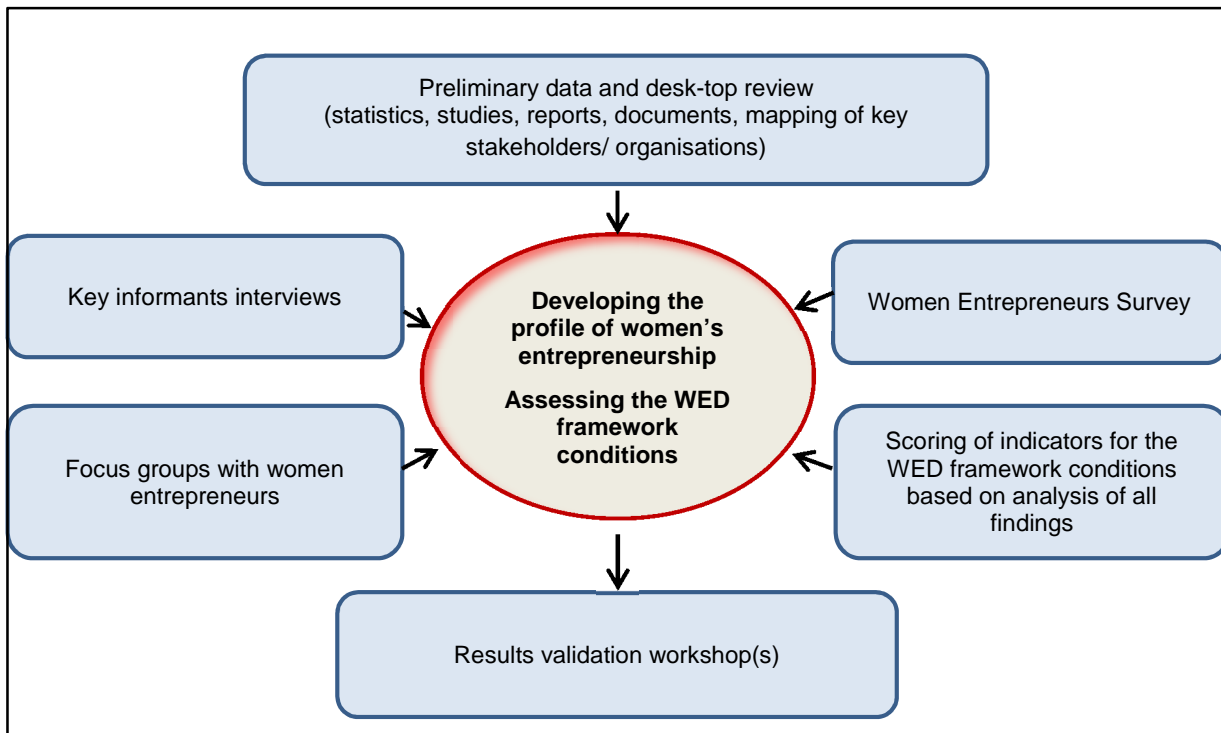 Preliminary data and desk-top review
(statistics, studies, reports, documents, mapping of key
stakeholders/ organisations)
Key informants interviews
Developing the
profile of women’s
entrepreneurship
Assessing the WED
framework
conditions
Women Entrepreneurs Survey
Focus groups with women
entrepreneurs
Scoring of indicators for the
WED framework conditions
based on analysis of all
findings
Results validation workshop(s)